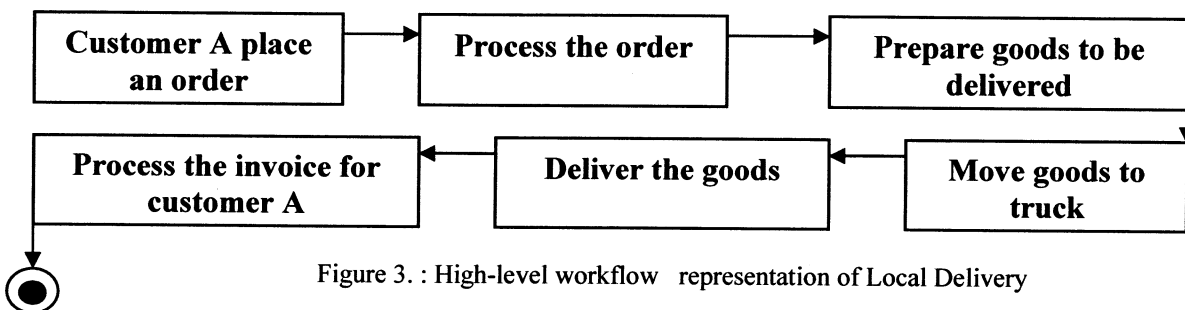 Customer A place
an order
Process the order
Prepare goods to be
delivered
Move goods to
truck
Deliver the goods
Process the invoice for
customer A
Figure 3. : High-level workflow representation of Local Delivery